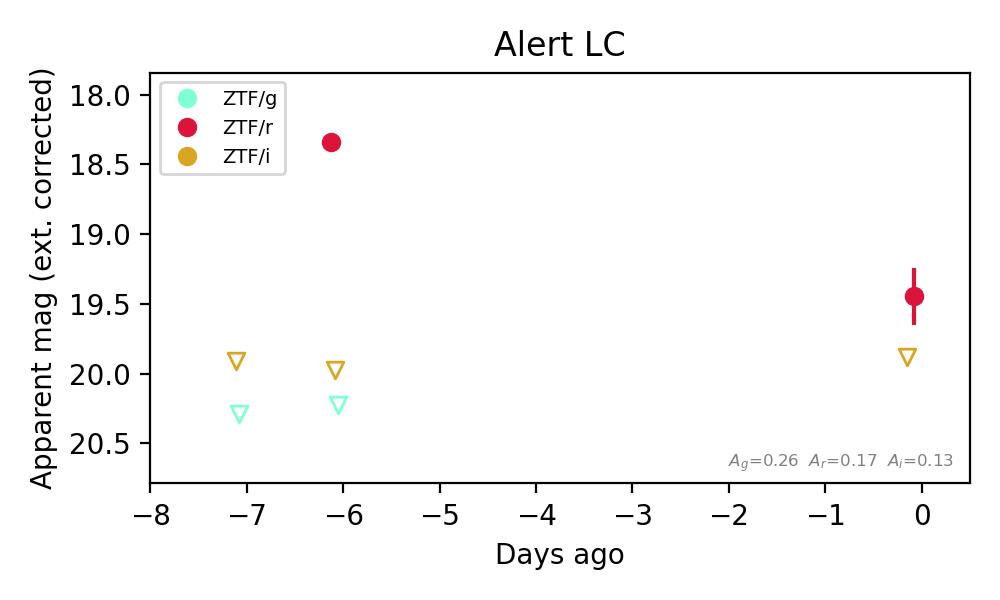 Alert LC
Apparent mag (ext. corrected)
18.0
18.5
19.0
19.5
20.0
20.5
ZTF/g
ZTF/r
ZTF/i
A_g=0.26 A_r=0.17 A_i=0.13
−8 −7 −6 −5 −4 −3 −2 −1 0
Days ago